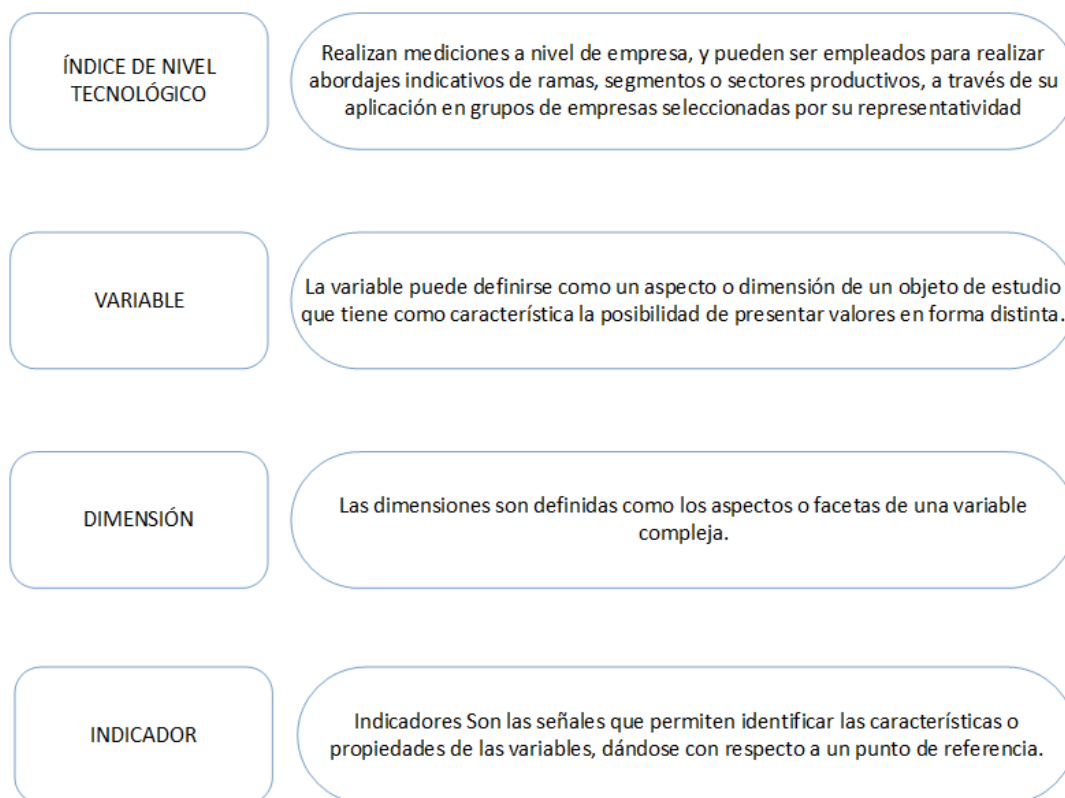 ÍNDICE DE NIVEL
TECNOLÓGICO
Realizan mediciones a nivel de empresa, y pueden ser empleados para realizar
abordajes indicativos de ramas, segmentos o sectores productivos, a través de su
aplicación en grupos de empresas seleccionadas por su representatividad
VARIABLE
La variable puede definirse como un aspecto o dimensión de un objeto de estudio
que tiene como característica la posibilidad de presentar valores en forma distinta.
DIMENSIÓN
Las dimensiones son definidas como los aspectos o facetas de una variable
compleja.
INDICADOR
Indicadores Son las señales que permiten identificar las características o
propiedades de las variables, dándose con respecto a un punto de referencia.